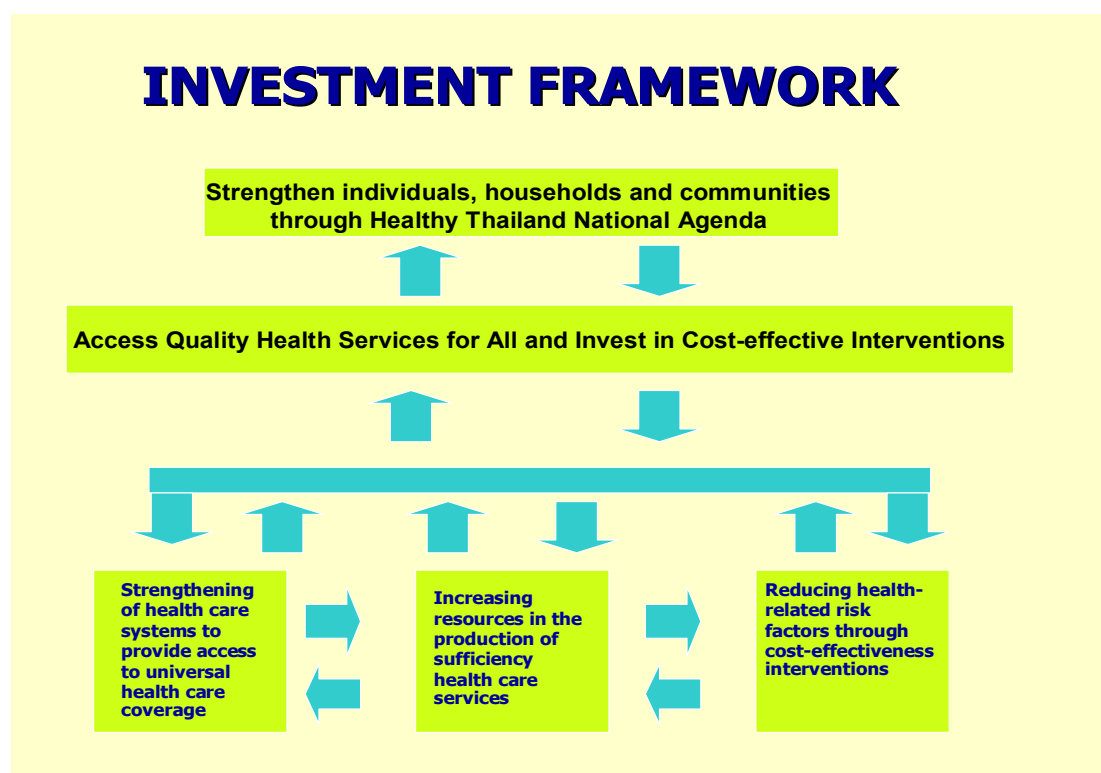 INVESTMENT FRAMEWORK
Strengthen individuals, households and communities
through Healthy Thailand National Agenda
Access Quality Health Services for All and Invest in Cost-effective Interventions
Strengthening
of health care
systems to
provide access
to universal
health care
coverage
Increasing
resources in the
production of
sufficiency
health care
services
Reducing health-
related risk
factors through
cost-effectiveness
interventions